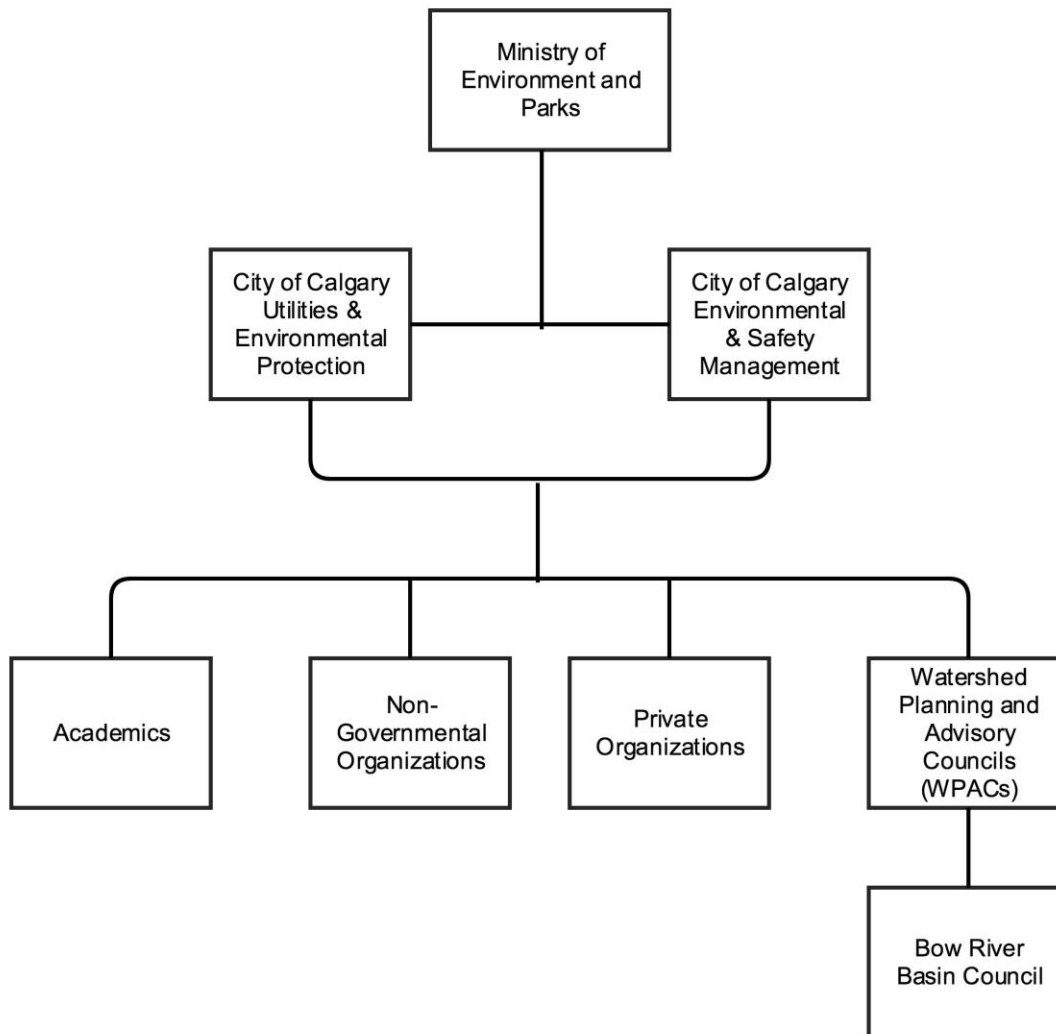 Ministry of
Environment and
Parks
City of Calgary
Utilities &
Environmental
Protection
City of Calgary
Environmental
& Safety
Management
Academics
Non-
Governmental
Organizations
Private
Organizations
Watershed
Planning and
Advisory
Councils
(WPACs)
Bow River
Basin Council